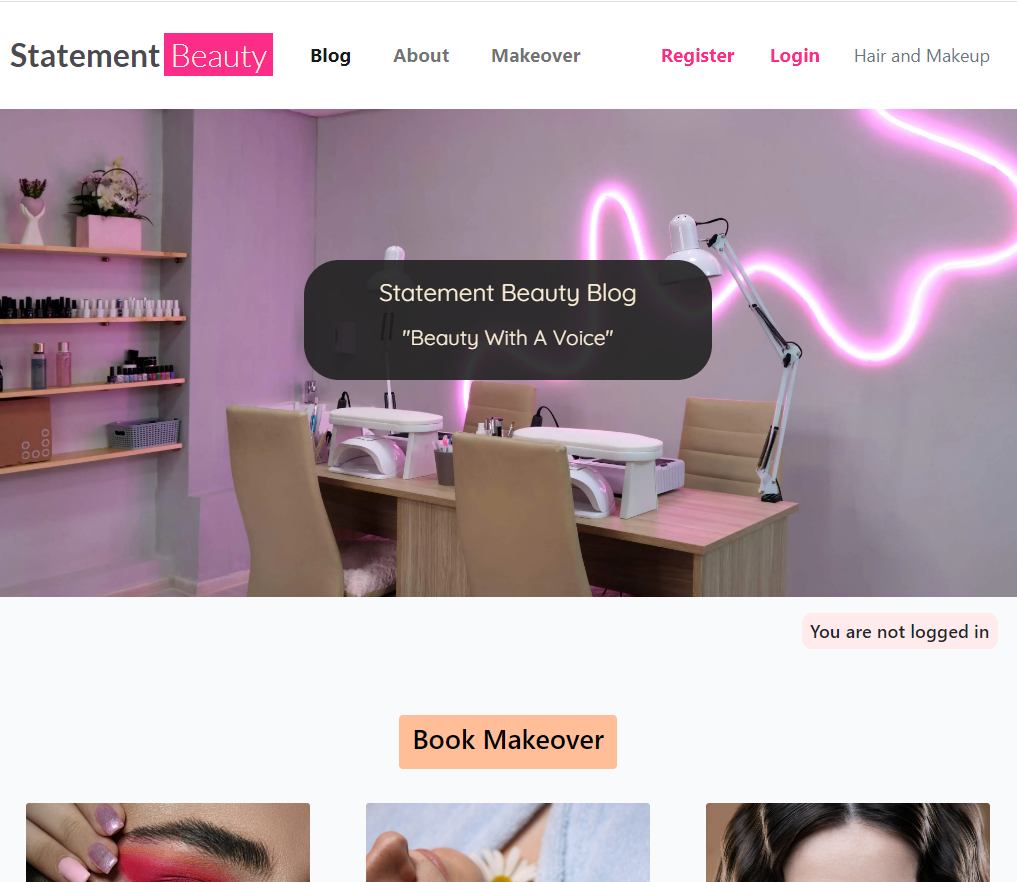 Statement Beauty Blog About Makeover Register Login Hair and Makeup
Statement Beauty Blog
"Beauty With A Voice"
You are not logged in
Book Makeover